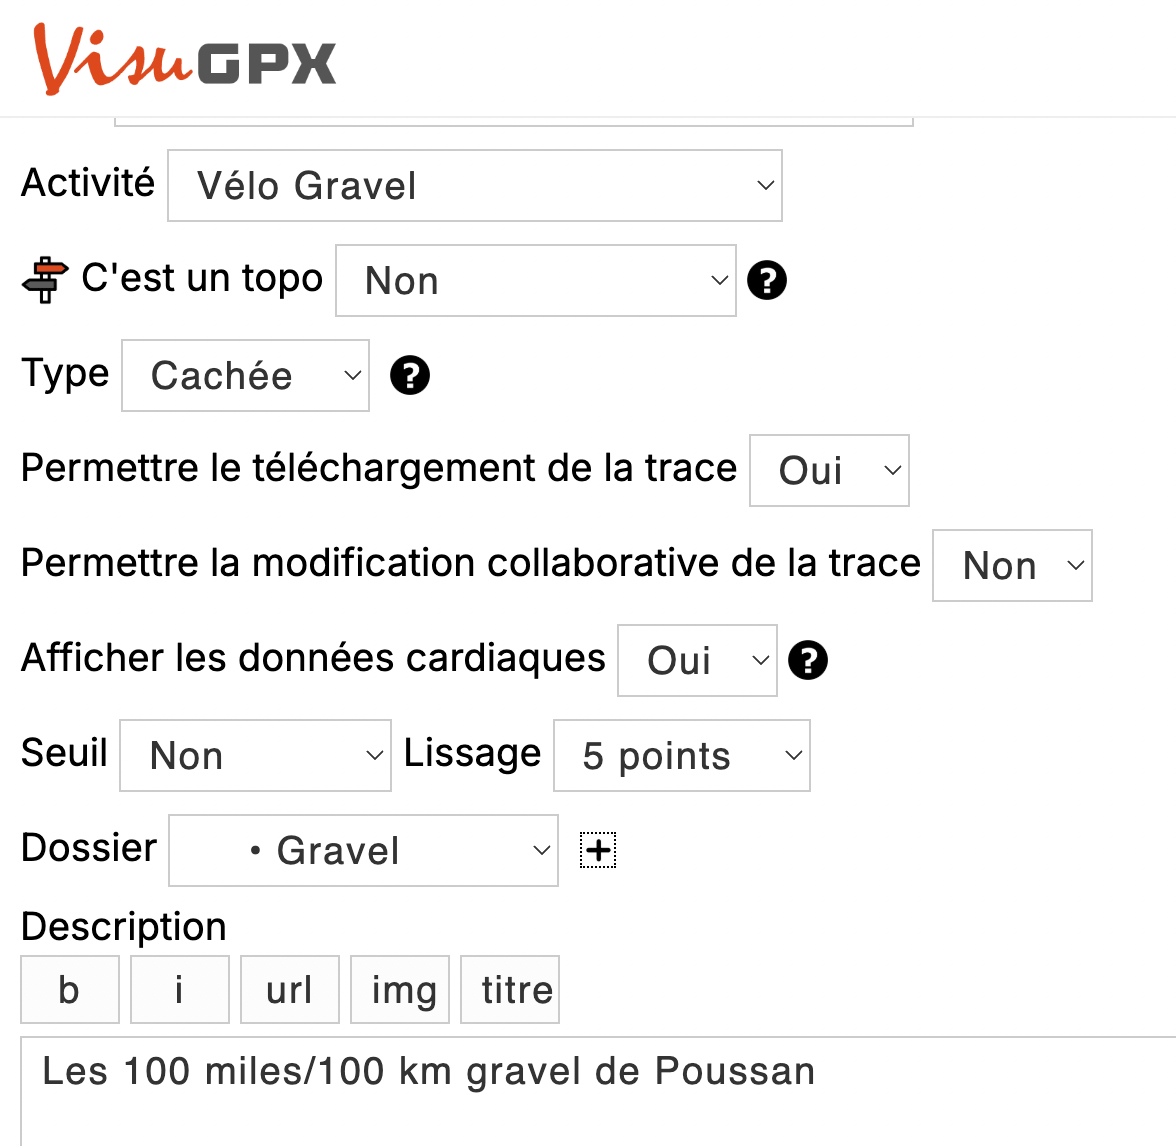 VisuGPX
Activité Vélo Gravel
C'est un topo Non ?
Type Cachée ?
Permettre le téléchargement de la trace Oui
Permettre la modification collaborative de la trace Non
Afficher les données cardiaques Oui ?
Seuil Non Lissage 5 points
Dossier • Gravel +
Description
b i url img titre
Les 100 miles/100 km gravel de Poussan